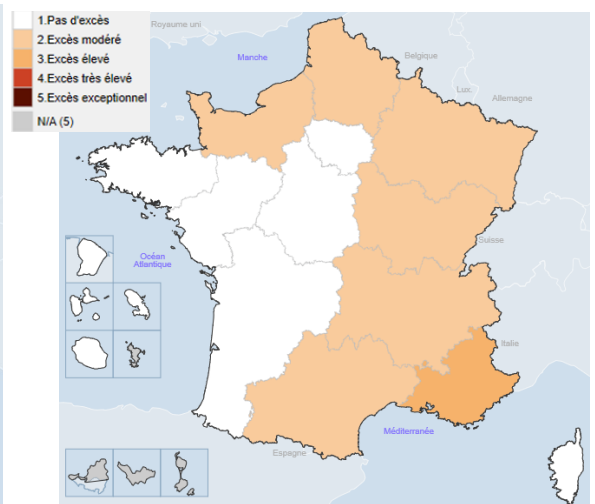 1.Pas d'excès
2.Excès modéré
3.Excès élevé
4.Excès très élevé
5.Excès exceptionnel
N/A (5)
Royaume uni
Manche
Belgique
Lux.
Allemagne
Océan
Atlantique
Suisse
Italie
Méditerranée
Espagne